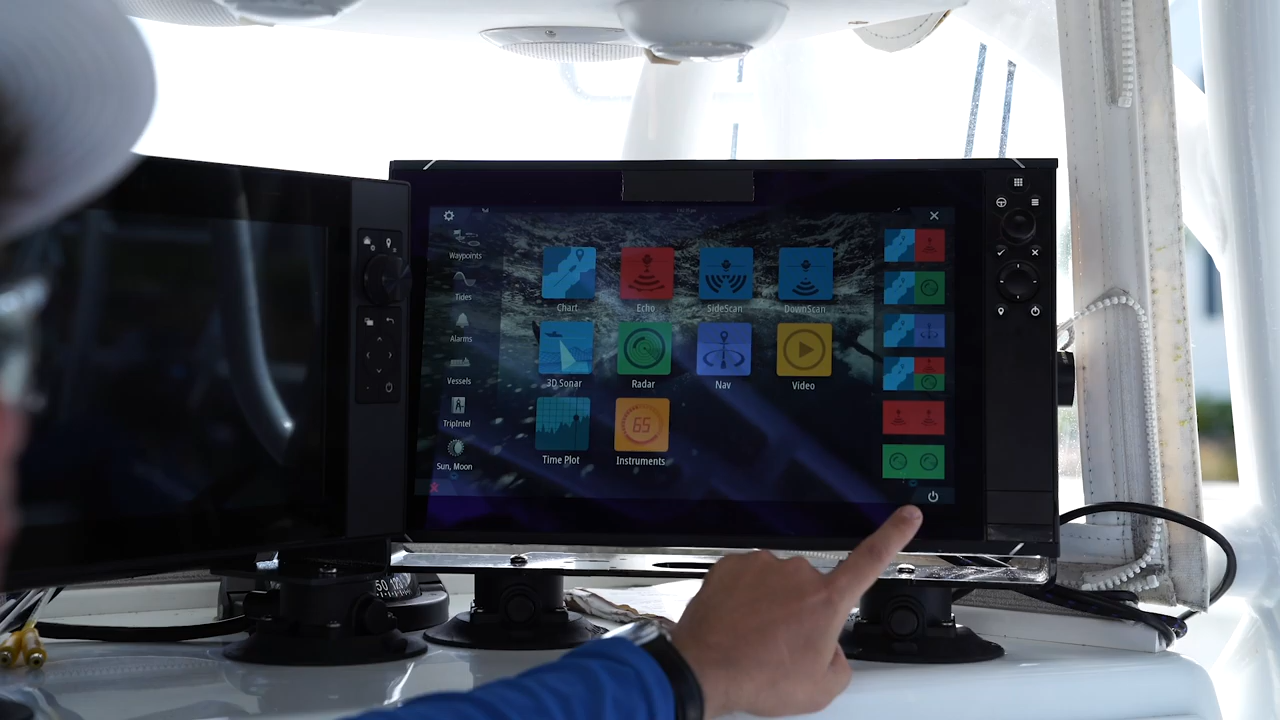 Waypoints
Tides
Alarms
Vessels
TripIntel
Sun, Moon
Chart
Echo
SideScan
DownScan
3D Sonar
Radar
Nav
Video
Time Plot
65
Instruments